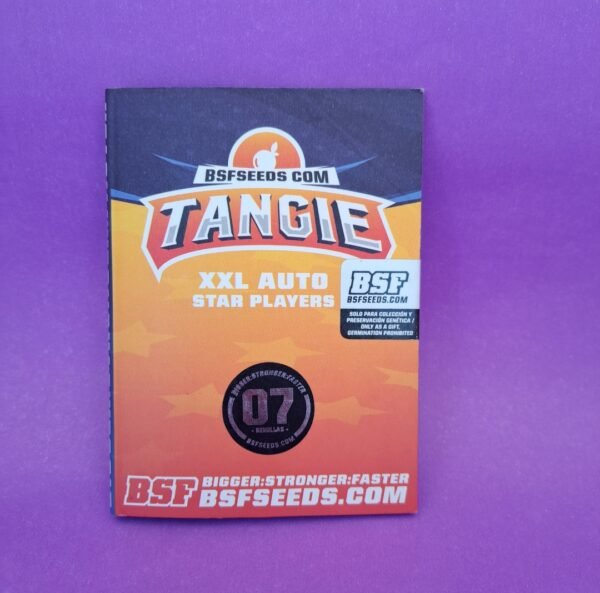 BSFSEEDS COM
TANGIE
XXL AUTO
STAR PLAYERS
BSF
BSFSEEDS.COM
SOLO PARA COLECCIÓN Y
PRESERVACIÓN GENÉTICA /
ONLY AS A GIFT,
GERMINATION PROHIBITED
BIGGER:STRONGER:FASTER
07
· SEMILLAS ·
BSFSEEDS.COM
BSF
BIGGER:STRONGER:FASTER
BSFSEEDS.COM